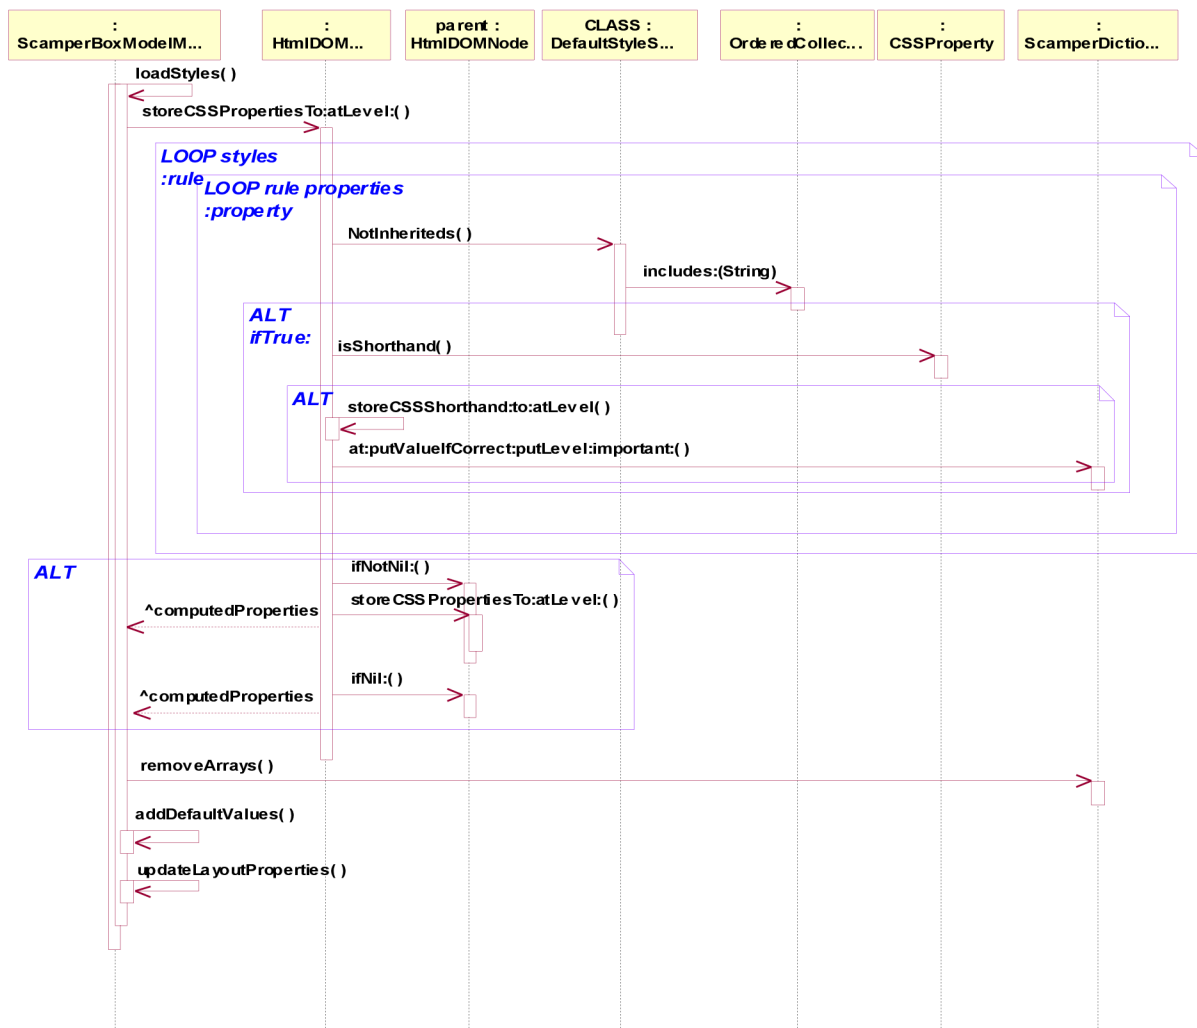 :
ScamperBoxModelM...
:
HtmlDOM...
parent :
HtmlDOMNode
CLASS :
DefaultStyleS...
:
OrderedCollec...
:
CSSProperty
:
ScamperDictio...
loadStyles( )
storeCSSPropertiesTo:atLevel:( )
LOOP styles
:rule
LOOP rule properties
:property
NotInheriteds( )
includes:(String)
ALT
ifTrue:
isShorthand( )
ALT
storeCSSShorthand:to:atLevel( )
at:putValueIfCorrect:putLevel:important:( )
ALT
ifNotNil:( )
storeCSSPropertiesTo:atLevel:( )
^computedProperties
ifNil:( )
^computedProperties
removeArrays( )
addDefaultValues( )
updateLayoutProperties( )